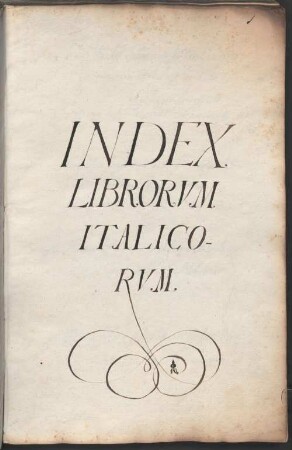 INDEX.
LIBRORVM
ITALICO-
RVM.